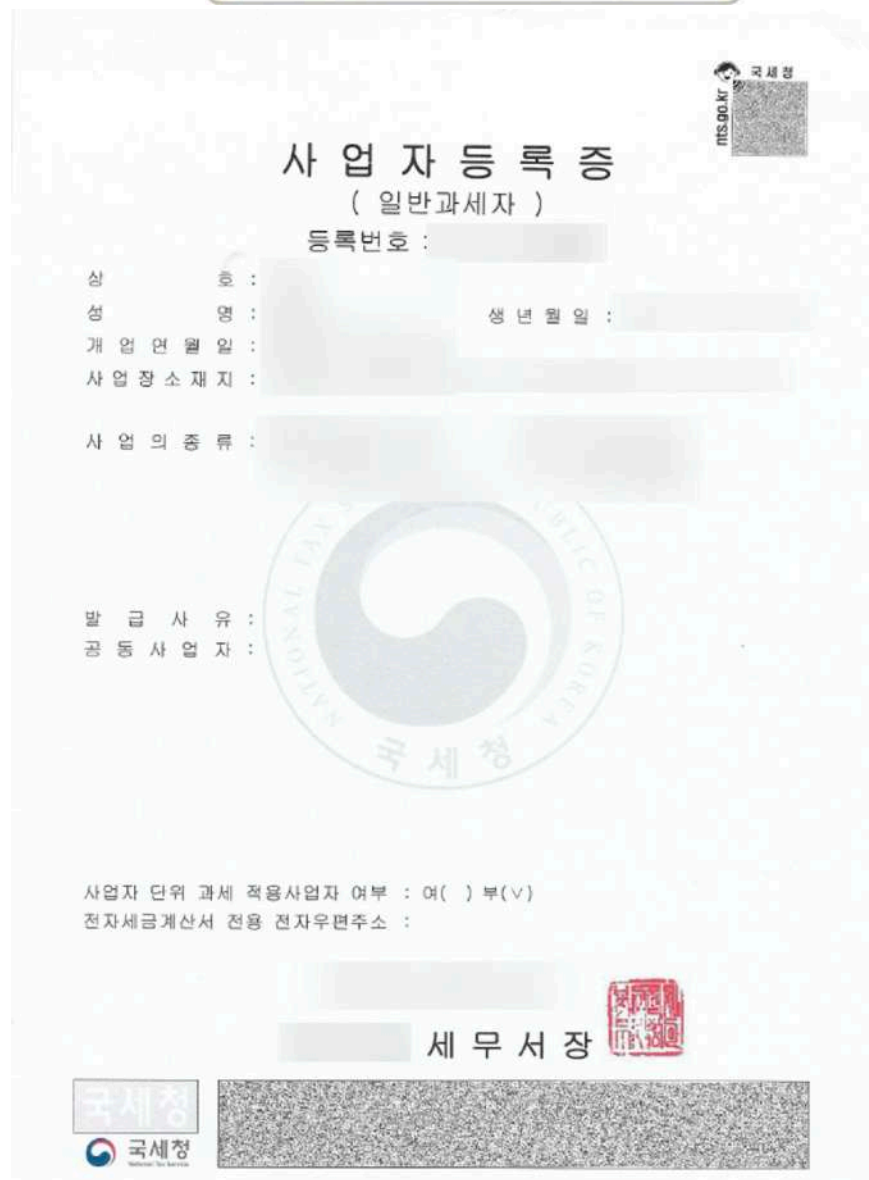 국세청
nts.go.kr
사업자등록증
( 일반과세자 )
등록번호 :
상 호 :
성 명 : 생년월일 :
개업연월일 :
사업장소재지 :
사업의종류 :
NATIONAL TAX S PUBLIC OF KOREA
발급사유 :
공동사업자 :
국세청
사업자 단위 과세 적용사업자 여부 : 여( ) 부(∨)
전자세금계산서 전용 전자우편주소 :
세무서장
국세청
국세청
National Tax Service